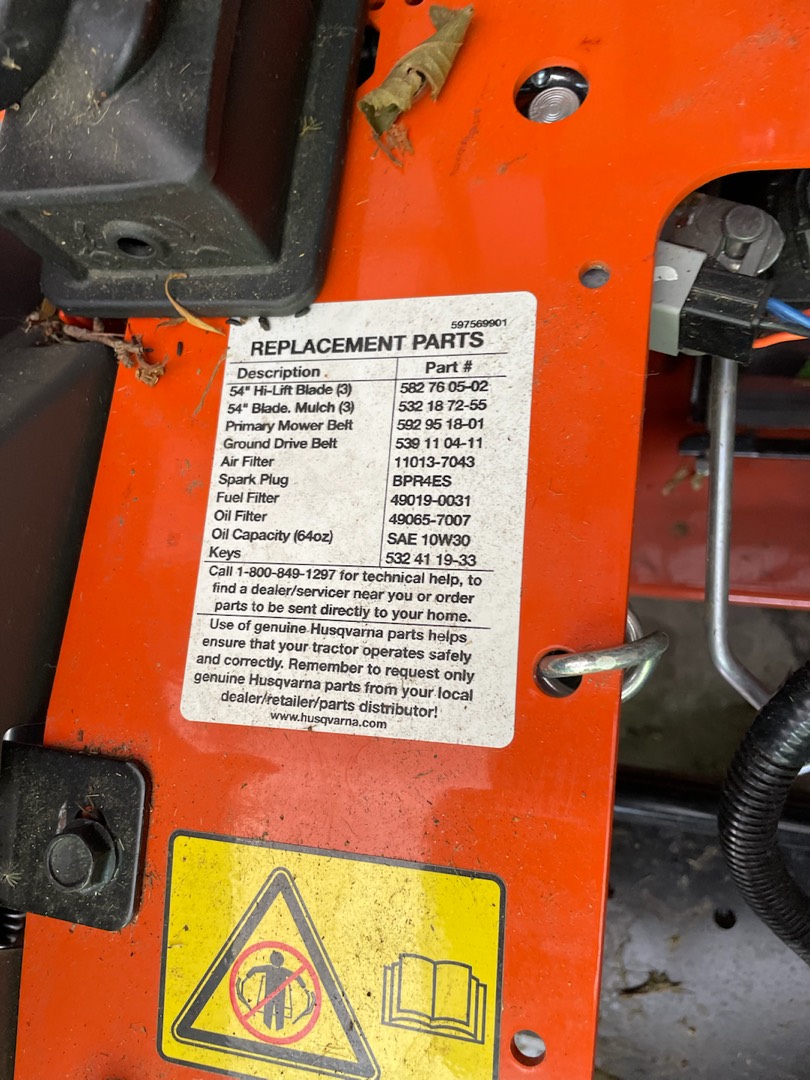 597569901
REPLACEMENT PARTS
Description Part #
54" Hi-Lift Blade (3) 582 76 05-02
54" Blade. Mulch (3) 532 18 72-55
Primary Mower Belt 592 95 18-01
Ground Drive Belt 539 11 04-11
Air Filter 11013-7043
Spark Plug BPR4ES
Fuel Filter 49019-0031
Oil Filter 49065-7007
Oil Capacity (64oz) SAE 10W30
Keys 532 41 19-33
Call 1-800-849-1297 for technical help, to
find a dealer/servicer near you or order
parts to be sent directly to your home.
Use of genuine Husqvarna parts helps
ensure that your tractor operates safely
and correctly. Remember to request only
genuine Husqvarna parts from your local
dealer/retailer/parts distributor!
www.husqvarna.com